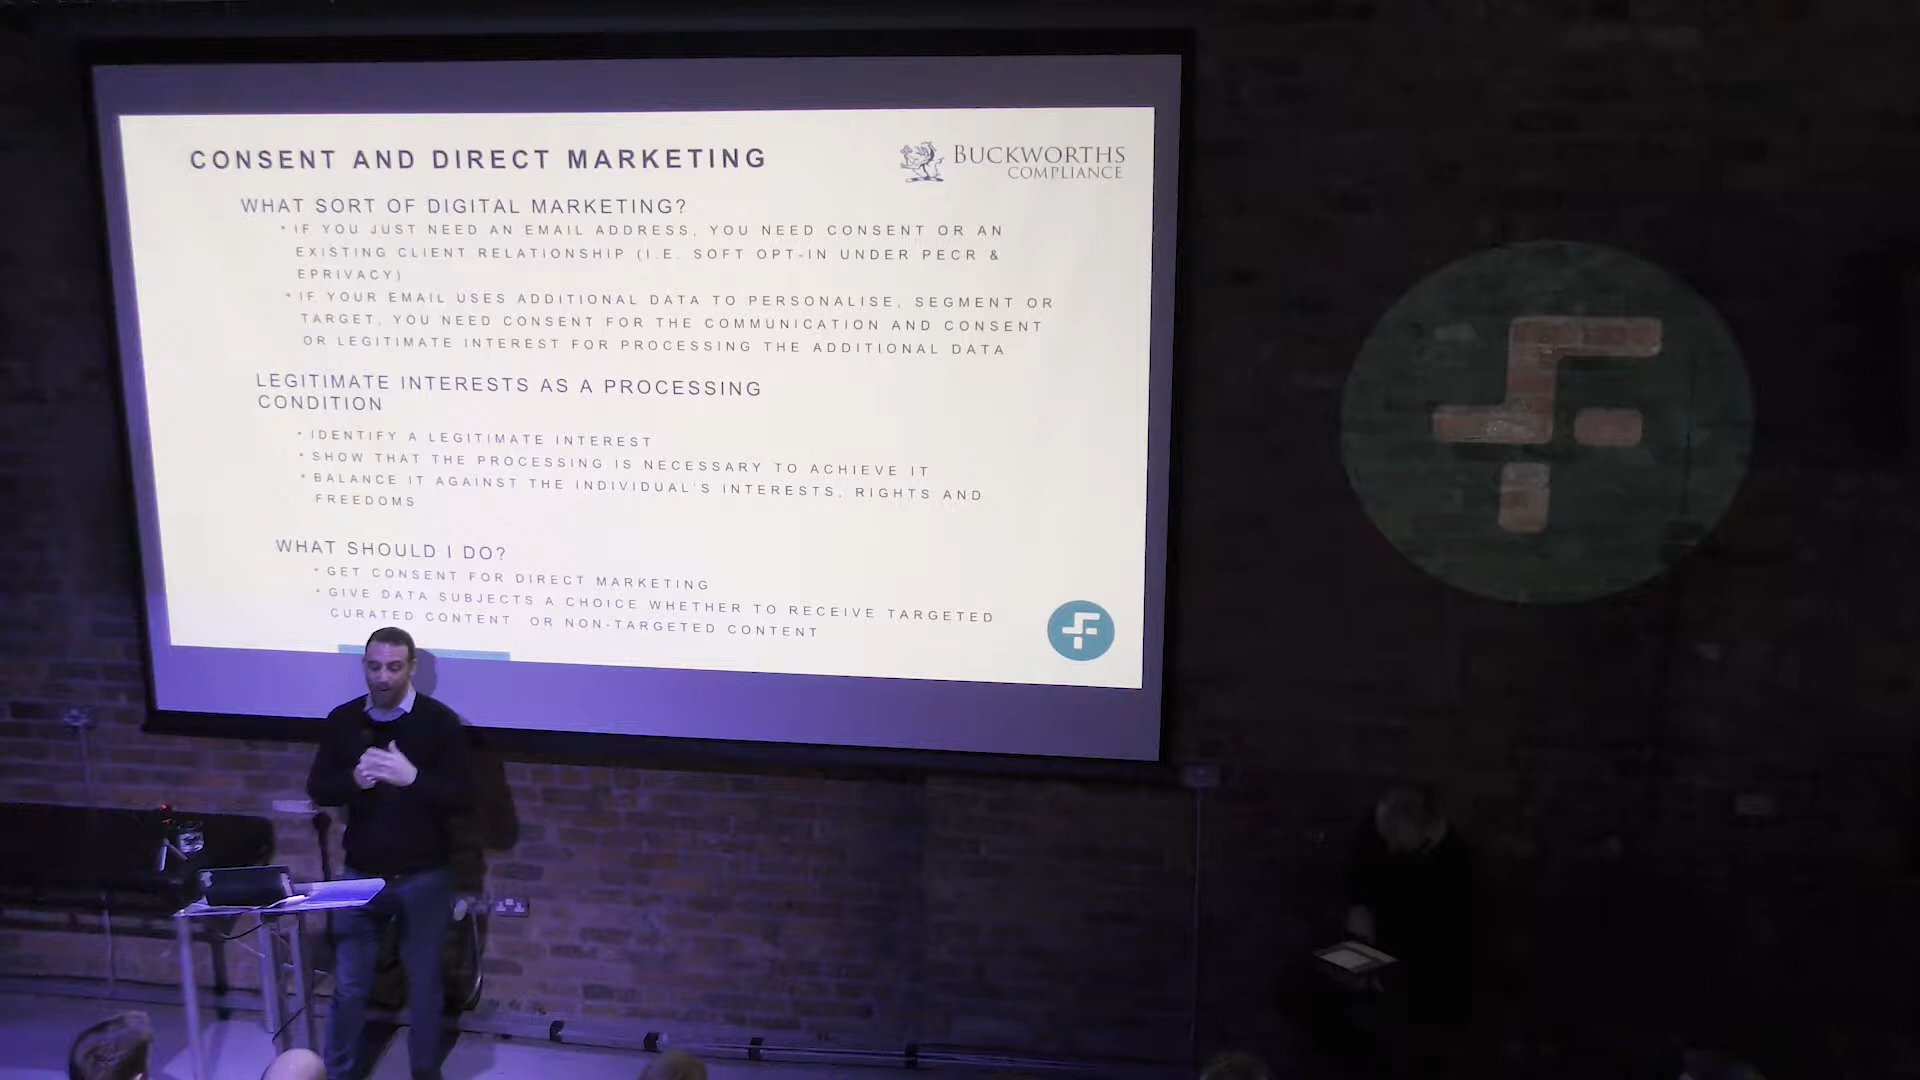 CONSENT AND DIRECT MARKETING
BUCKWORTHS
COMPLIANCE
WHAT SORT OF DIGITAL MARKETING?
• IF YOU JUST NEED AN EMAIL ADDRESS, YOU NEED CONSENT OR AN
EXISTING CLIENT RELATIONSHIP (I.E. SOFT OPT-IN UNDER PECR &
EPRIVACY)
• IF YOUR EMAIL USES ADDITIONAL DATA TO PERSONALISE, SEGMENT OR
TARGET, YOU NEED CONSENT FOR THE COMMUNICATION AND CONSENT
OR LEGITIMATE INTEREST FOR PROCESSING THE ADDITIONAL DATA
LEGITIMATE INTERESTS AS A PROCESSING
CONDITION
• IDENTIFY A LEGITIMATE INTEREST
• SHOW THAT THE PROCESSING IS NECESSARY TO ACHIEVE IT
• BALANCE IT AGAINST THE INDIVIDUAL'S INTERESTS, RIGHTS AND
FREEDOMS
WHAT SHOULD I DO?
• GET CONSENT FOR DIRECT MARKETING
• GIVE DATA SUBJECTS A CHOICE WHETHER TO RECEIVE TARGETED
CURATED CONTENT OR NON-TARGETED CONTENT